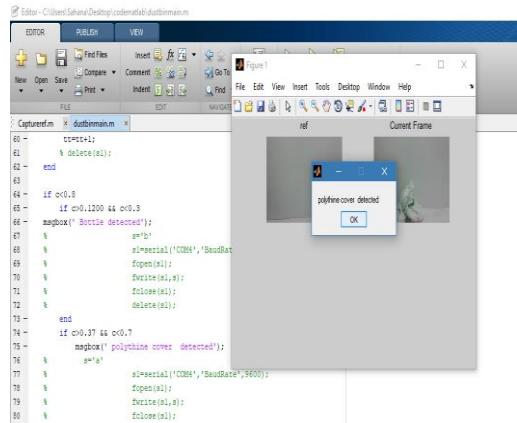 Editor - C:\Users\Sahana\Desktop\codematlab\dustbinmain.m
EDITOR PUBLISH VIEW
New Open Save
Find Files
Compare
Print
Insert fx
Comment
Indent
Go To
Find
FILE EDIT NAVIGATE
Captureref.m × dustbinmain.m ×
60 - tt=tt+1;
61 % delete(s1);
62 - end
63
64 - if c<0.8
65 - if c>0.1200 && c<0.3
66 - msgbox(' Bottle detected');
67 % s='b'
68 % s1=serial('COM4','BaudRat
69 % fopen(s1);
70 % fwrite(s1,s);
71 % fclose(s1);
72 % delete(s1);
73 - end
74 - if c>0.37 && c<0.7
75 - msgbox(' polythine cover detected');
76 % s='a'
77 % s1=serial('COM4','BaudRate',9600);
78 % fopen(s1);
79 % fwrite(s1,s);
80 % fclose(s1);
Figure 1
File Edit View Insert Tools Desktop Window Help
ref Current Frame
polythine cover detected
OK